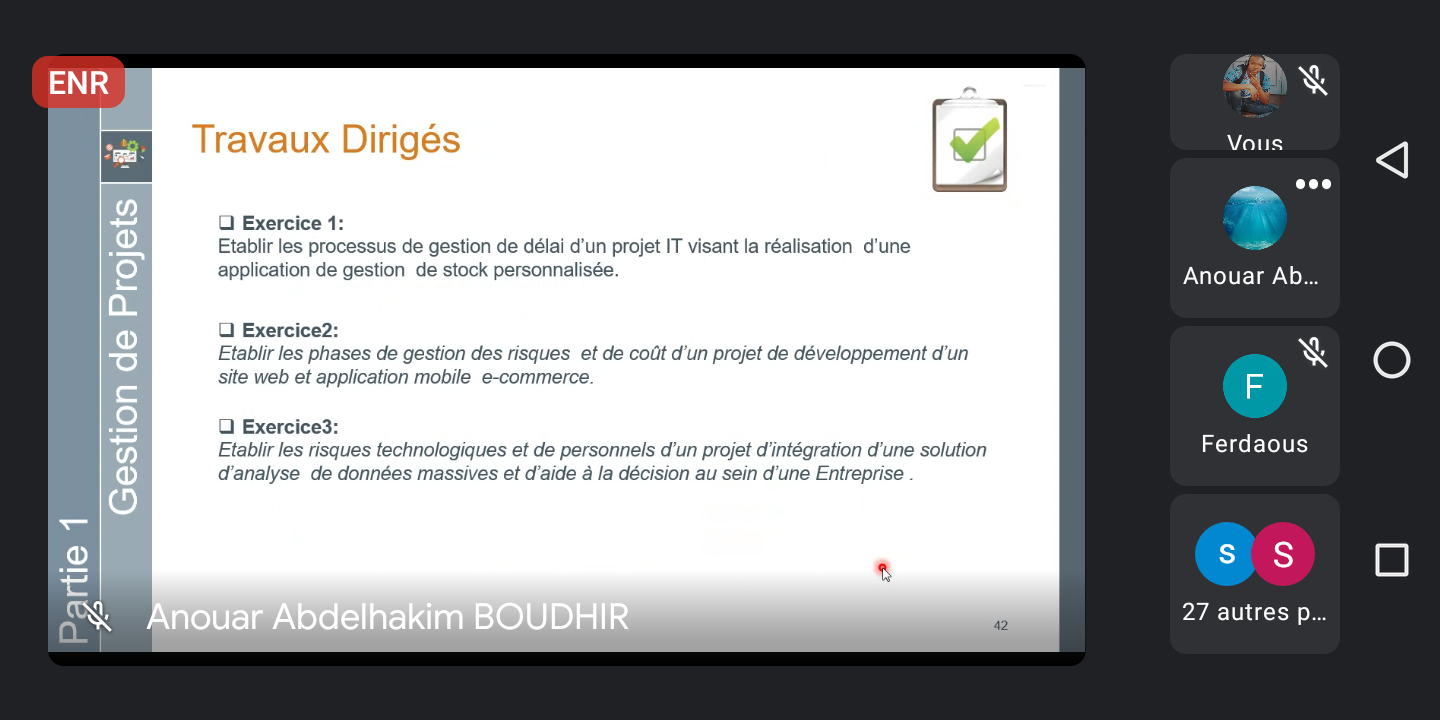 ENR
Partie 1
Gestion de Projets
Travaux Dirigés
❑ Exercice 1:
Etablir les processus de gestion de délai d'un projet IT visant la réalisation d'une
application de gestion de stock personnalisée.
❑ Exercice2:
Etablir les phases de gestion des risques et de coût d'un projet de développement d'un
site web et application mobile e-commerce.
❑ Exercice3:
Etablir les risques technologiques et de personnels d'un projet d'intégration d'une solution
d'analyse de données massives et d'aide à la décision au sein d'une Entreprise .
Anouar Abdelhakim BOUDHIR
42
Vous
Anouar Ab...
F
Ferdaous
s S
27 autres p...